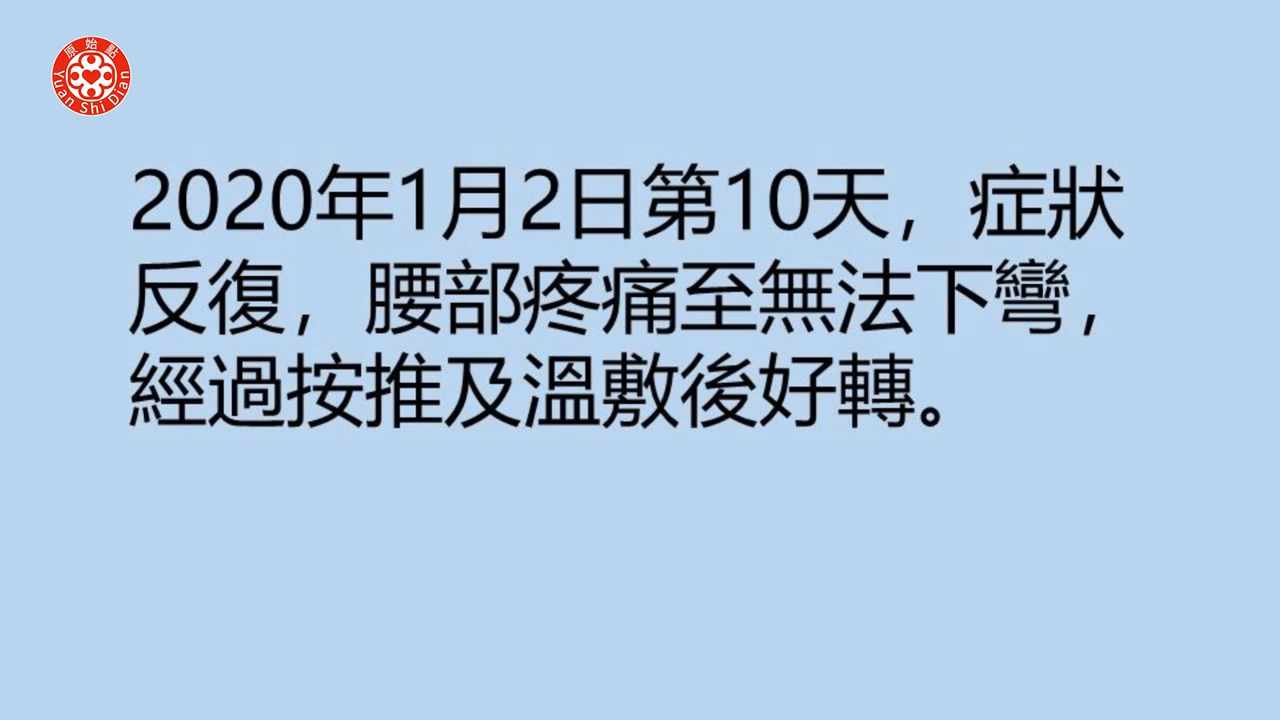 原始點
Yuan Shi Dian
2020年1月2日第10天，症狀
反復，腰部疼痛至無法下彎，
經過按推及溫敷後好轉。